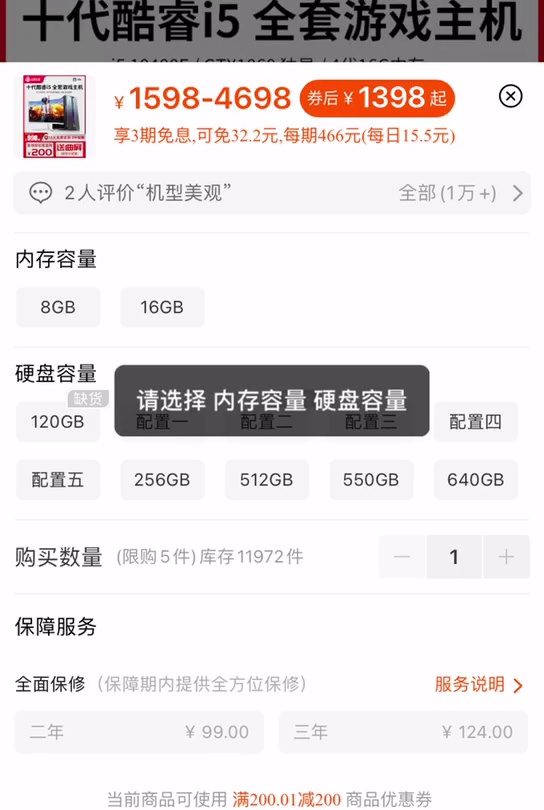 十代酷睿i5 全套游戏主机
十代酷睿i5 全套游戏主机
¥200 送曲屏
¥1598-4698 券后¥1398起
享3期免息,可免32.2元,每期466元(每日15.5元)
2人评价“机型美观”
全部(1万+)
内存容量
8GB 16GB
硬盘容量
缺货
请选择 内存容量 硬盘容量
120GB 配置一 配置二 配置三 配置四
配置五 256GB 512GB 550GB 640GB
购买数量 (限购5件)库存11972件 — 1 +
保障服务
全面保修 (保障期内提供全方位保修) 服务说明
二年 ¥99.00 三年 ¥124.00
当前商品可使用 满200.01减200 商品优惠券